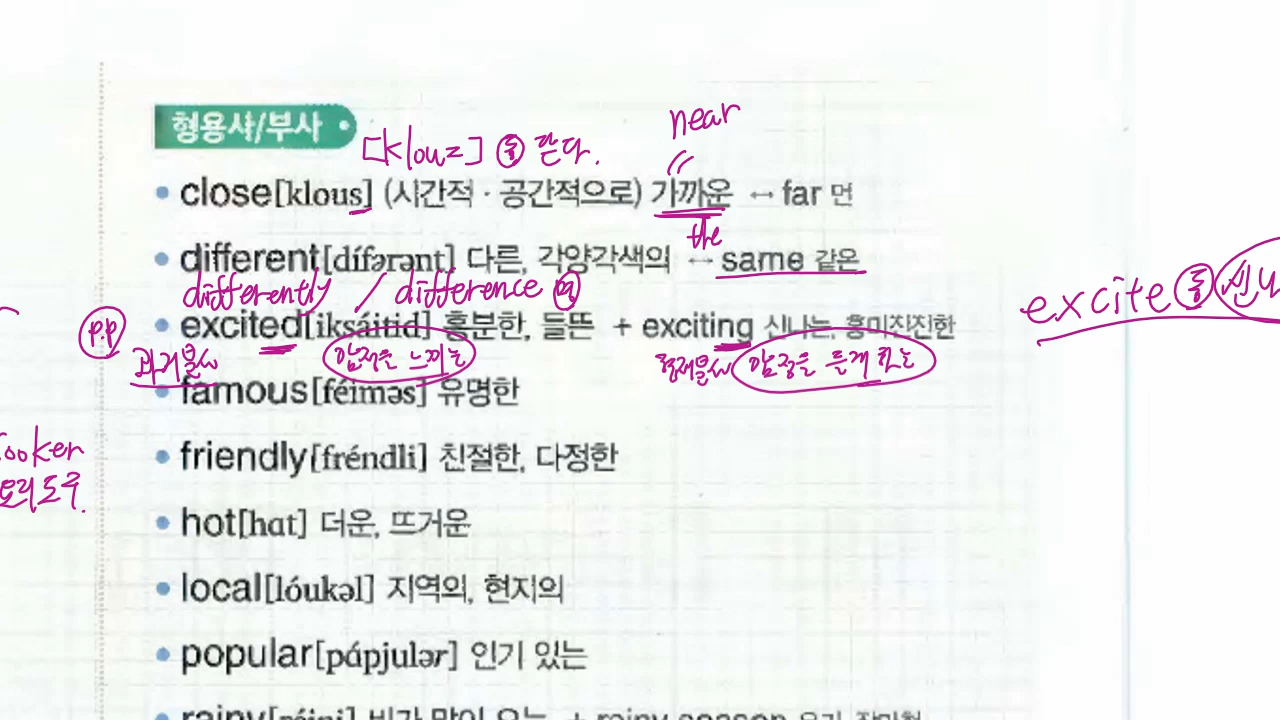 형용사/부사
[klouz] 동 닫다.
near
close[klous] (시간적 · 공간적으로) 가까운 ↔ far 먼
the
different[dífərənt] 다른, 각양각색의 ↔ same 같은
differently / difference 명
excite 동
p.p
excited[iksáitid] 흥분한, 들뜬 + exciting 신나는, 흥미진진한
과거분사 감정을 느끼는 현재분사 감정을 들게 하는
famous[féiməs] 유명한
friendly[fréndli] 친절한, 다정한
hot[hɑt] 더운, 뜨거운
local[lóukəl] 지역의, 현지의
popular[pápjulər] 인기 있는